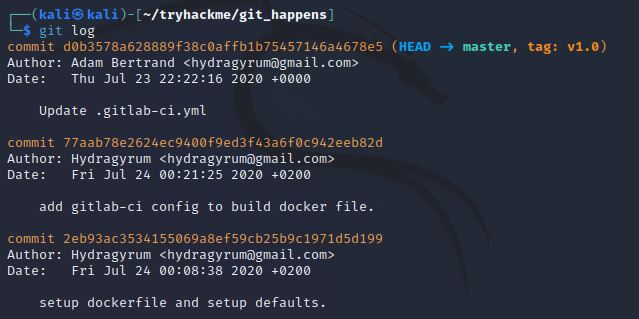 (kali㉿kali)-[~/tryhackme/git_happens]
$ git log
commit d0b3578a628889f38c0affb1b75457146a4678e5 (HEAD → master, tag: v1.0)
Author: Adam Bertrand <hydragyrum@gmail.com>
Date:   Thu Jul 23 22:22:16 2020 +0000
Update .gitlab-ci.yml
commit 77aab78e2624ec9400f9ed3f43a6f0c942eeb82d
Author: Hydragyrum <hydragyrum@gmail.com>
Date:   Fri Jul 24 00:21:25 2020 +0200
add gitlab-ci config to build docker file.
commit 2eb93ac3534155069a8ef59cb25b9c1971d5d199
Author: Hydragyrum <hydragyrum@gmail.com>
Date:   Fri Jul 24 00:08:38 2020 +0200
setup dockerfile and setup defaults.